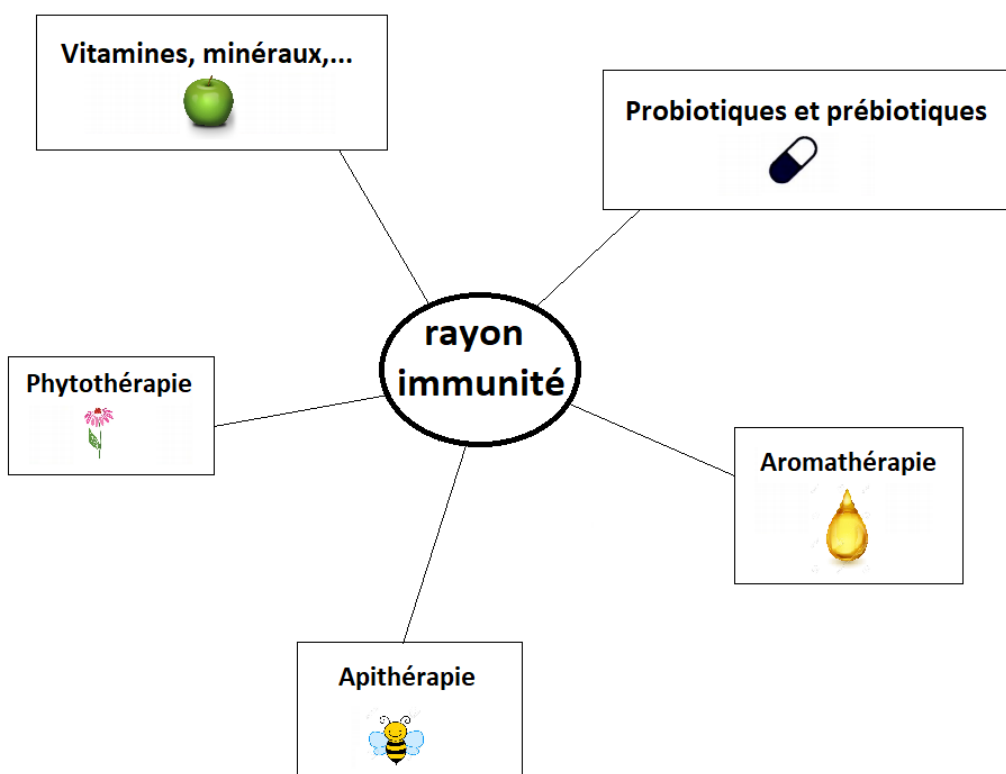 Vitamines, minéraux,...
Probiotiques et prébiotiques
rayon
immunité
Phytothérapie
Aromathérapie
Apithérapie